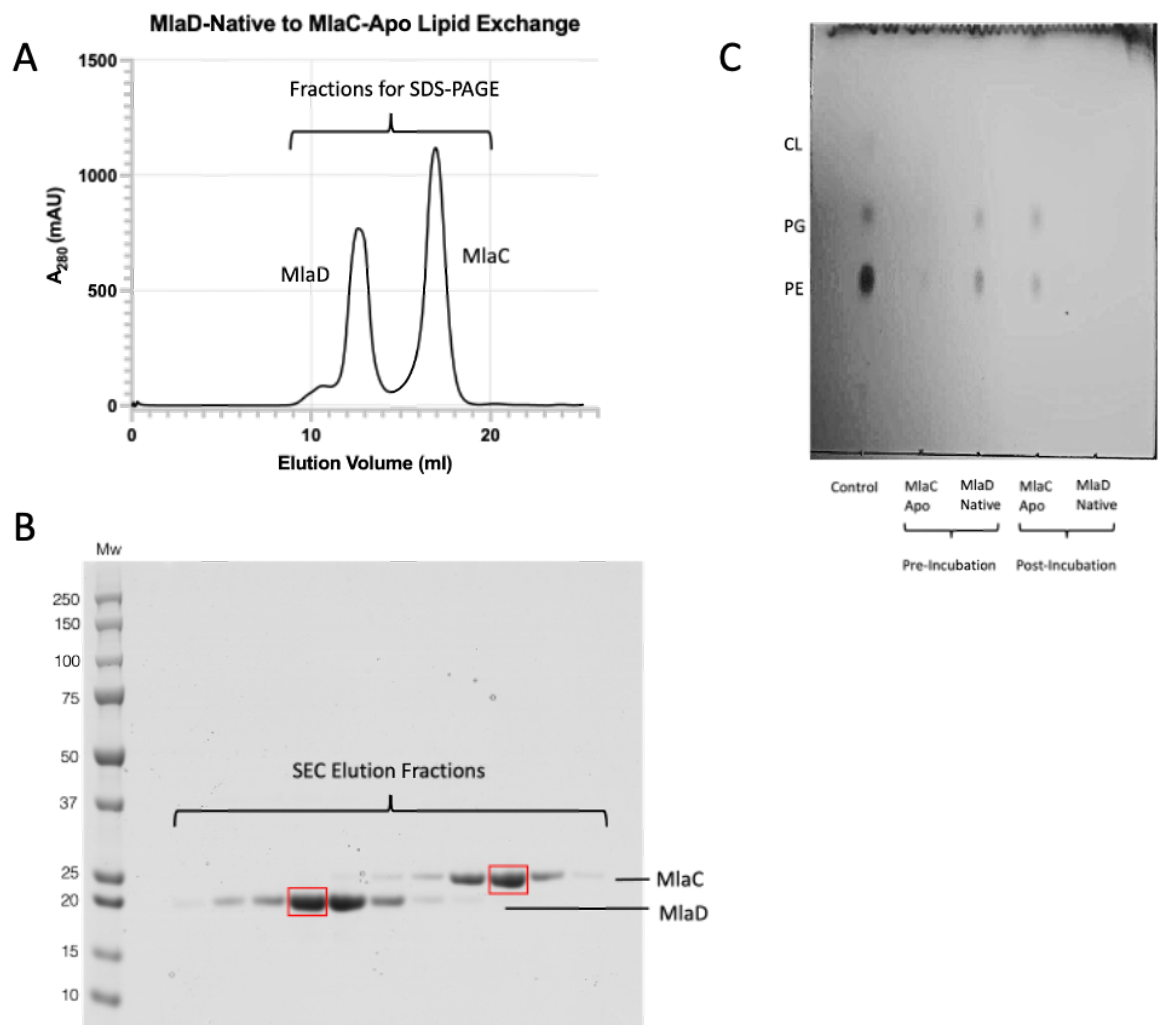 MlaD-Native to MlaC-Apo Lipid Exchange
A
1500
1000
500
0
A280 (mAU)
Fractions for SDS-PAGE
MlaD
MlaC
0
10
20
Elution Volume (ml)
B
Mw
250
150
100
75
50
37
25
20
15
10
SEC Elution Fractions
MlaC
MlaD
C
CL
PG
PE
Control
MlaC
Apo
MlaD
Native
MlaC
Apo
MlaD
Native
Pre-Incubation
Post-Incubation